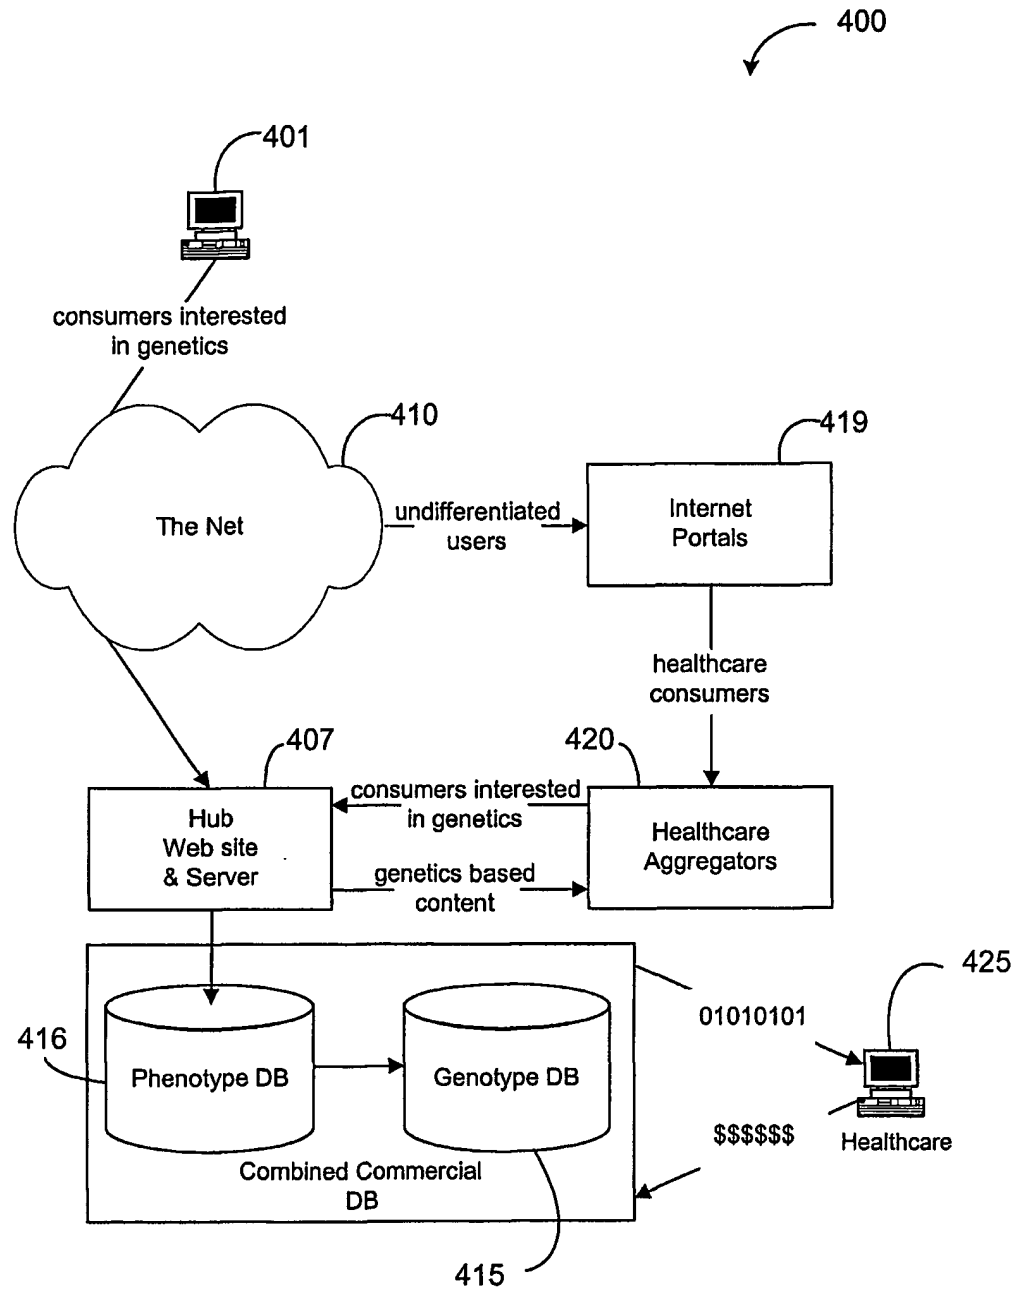 400
401
consumers interested
in genetics
410
419
The Net
undifferentiated
users
Internet
Portals
healthcare
consumers
407
420
Hub
Web site
& Server
consumers interested
in genetics
genetics based
content
Healthcare
Aggregators
425
01010101
416
Phenotype DB
Genotype DB
$$$$$$
Healthcare
Combined Commercial
DB
415